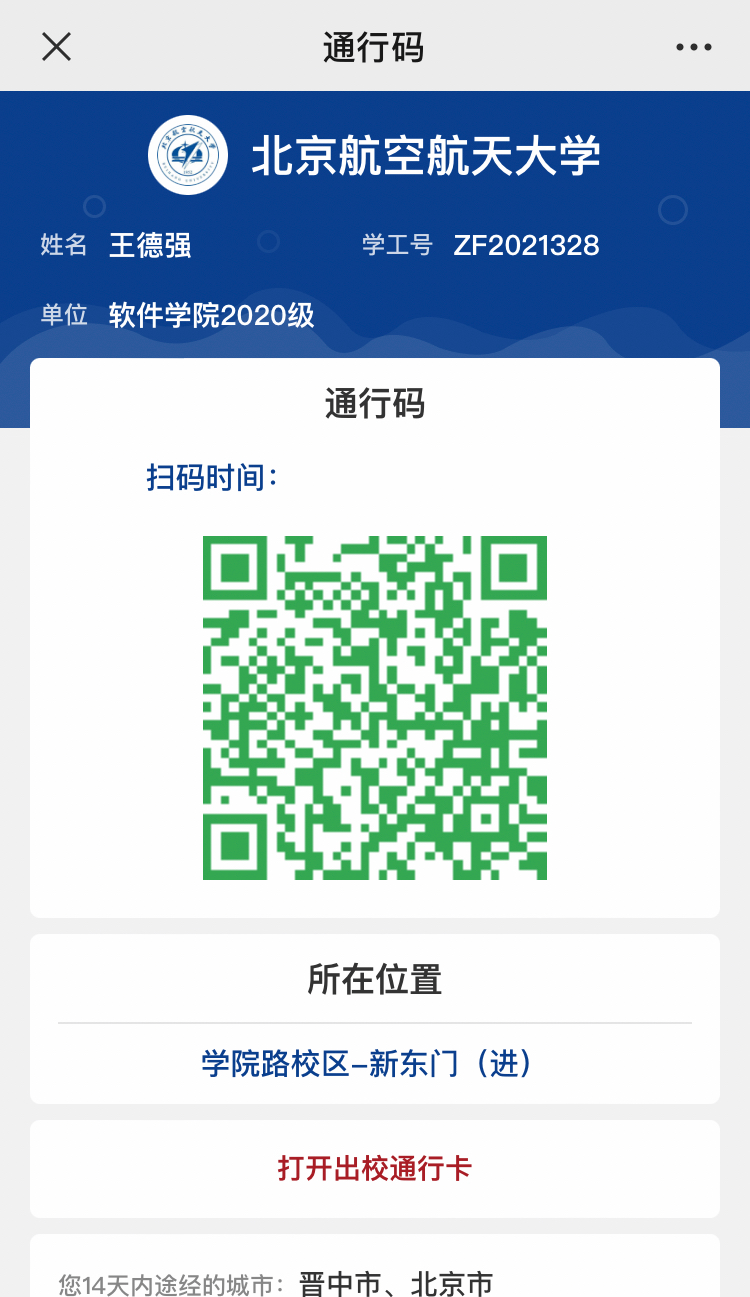 通行码
北京航空航天大学
姓名 王德强 学工号 ZF2021328
单位 软件学院2020级
通行码
扫码时间：
所在位置
学院路校区-新东门（进）
打开出校通行卡
您14天内途经的城市：晋中市、北京市